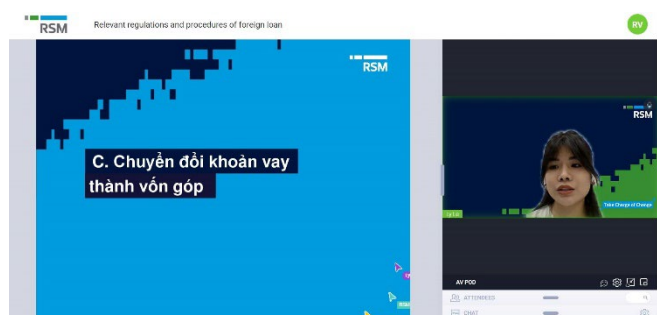 RSM
Relevant regulations and procedures of foreign loan
RV
RSM
C. Chuyển đổi khoản vay
thành vốn góp
RSM
Take Charge of Change
AV POD
ATTENDEES
CHAT